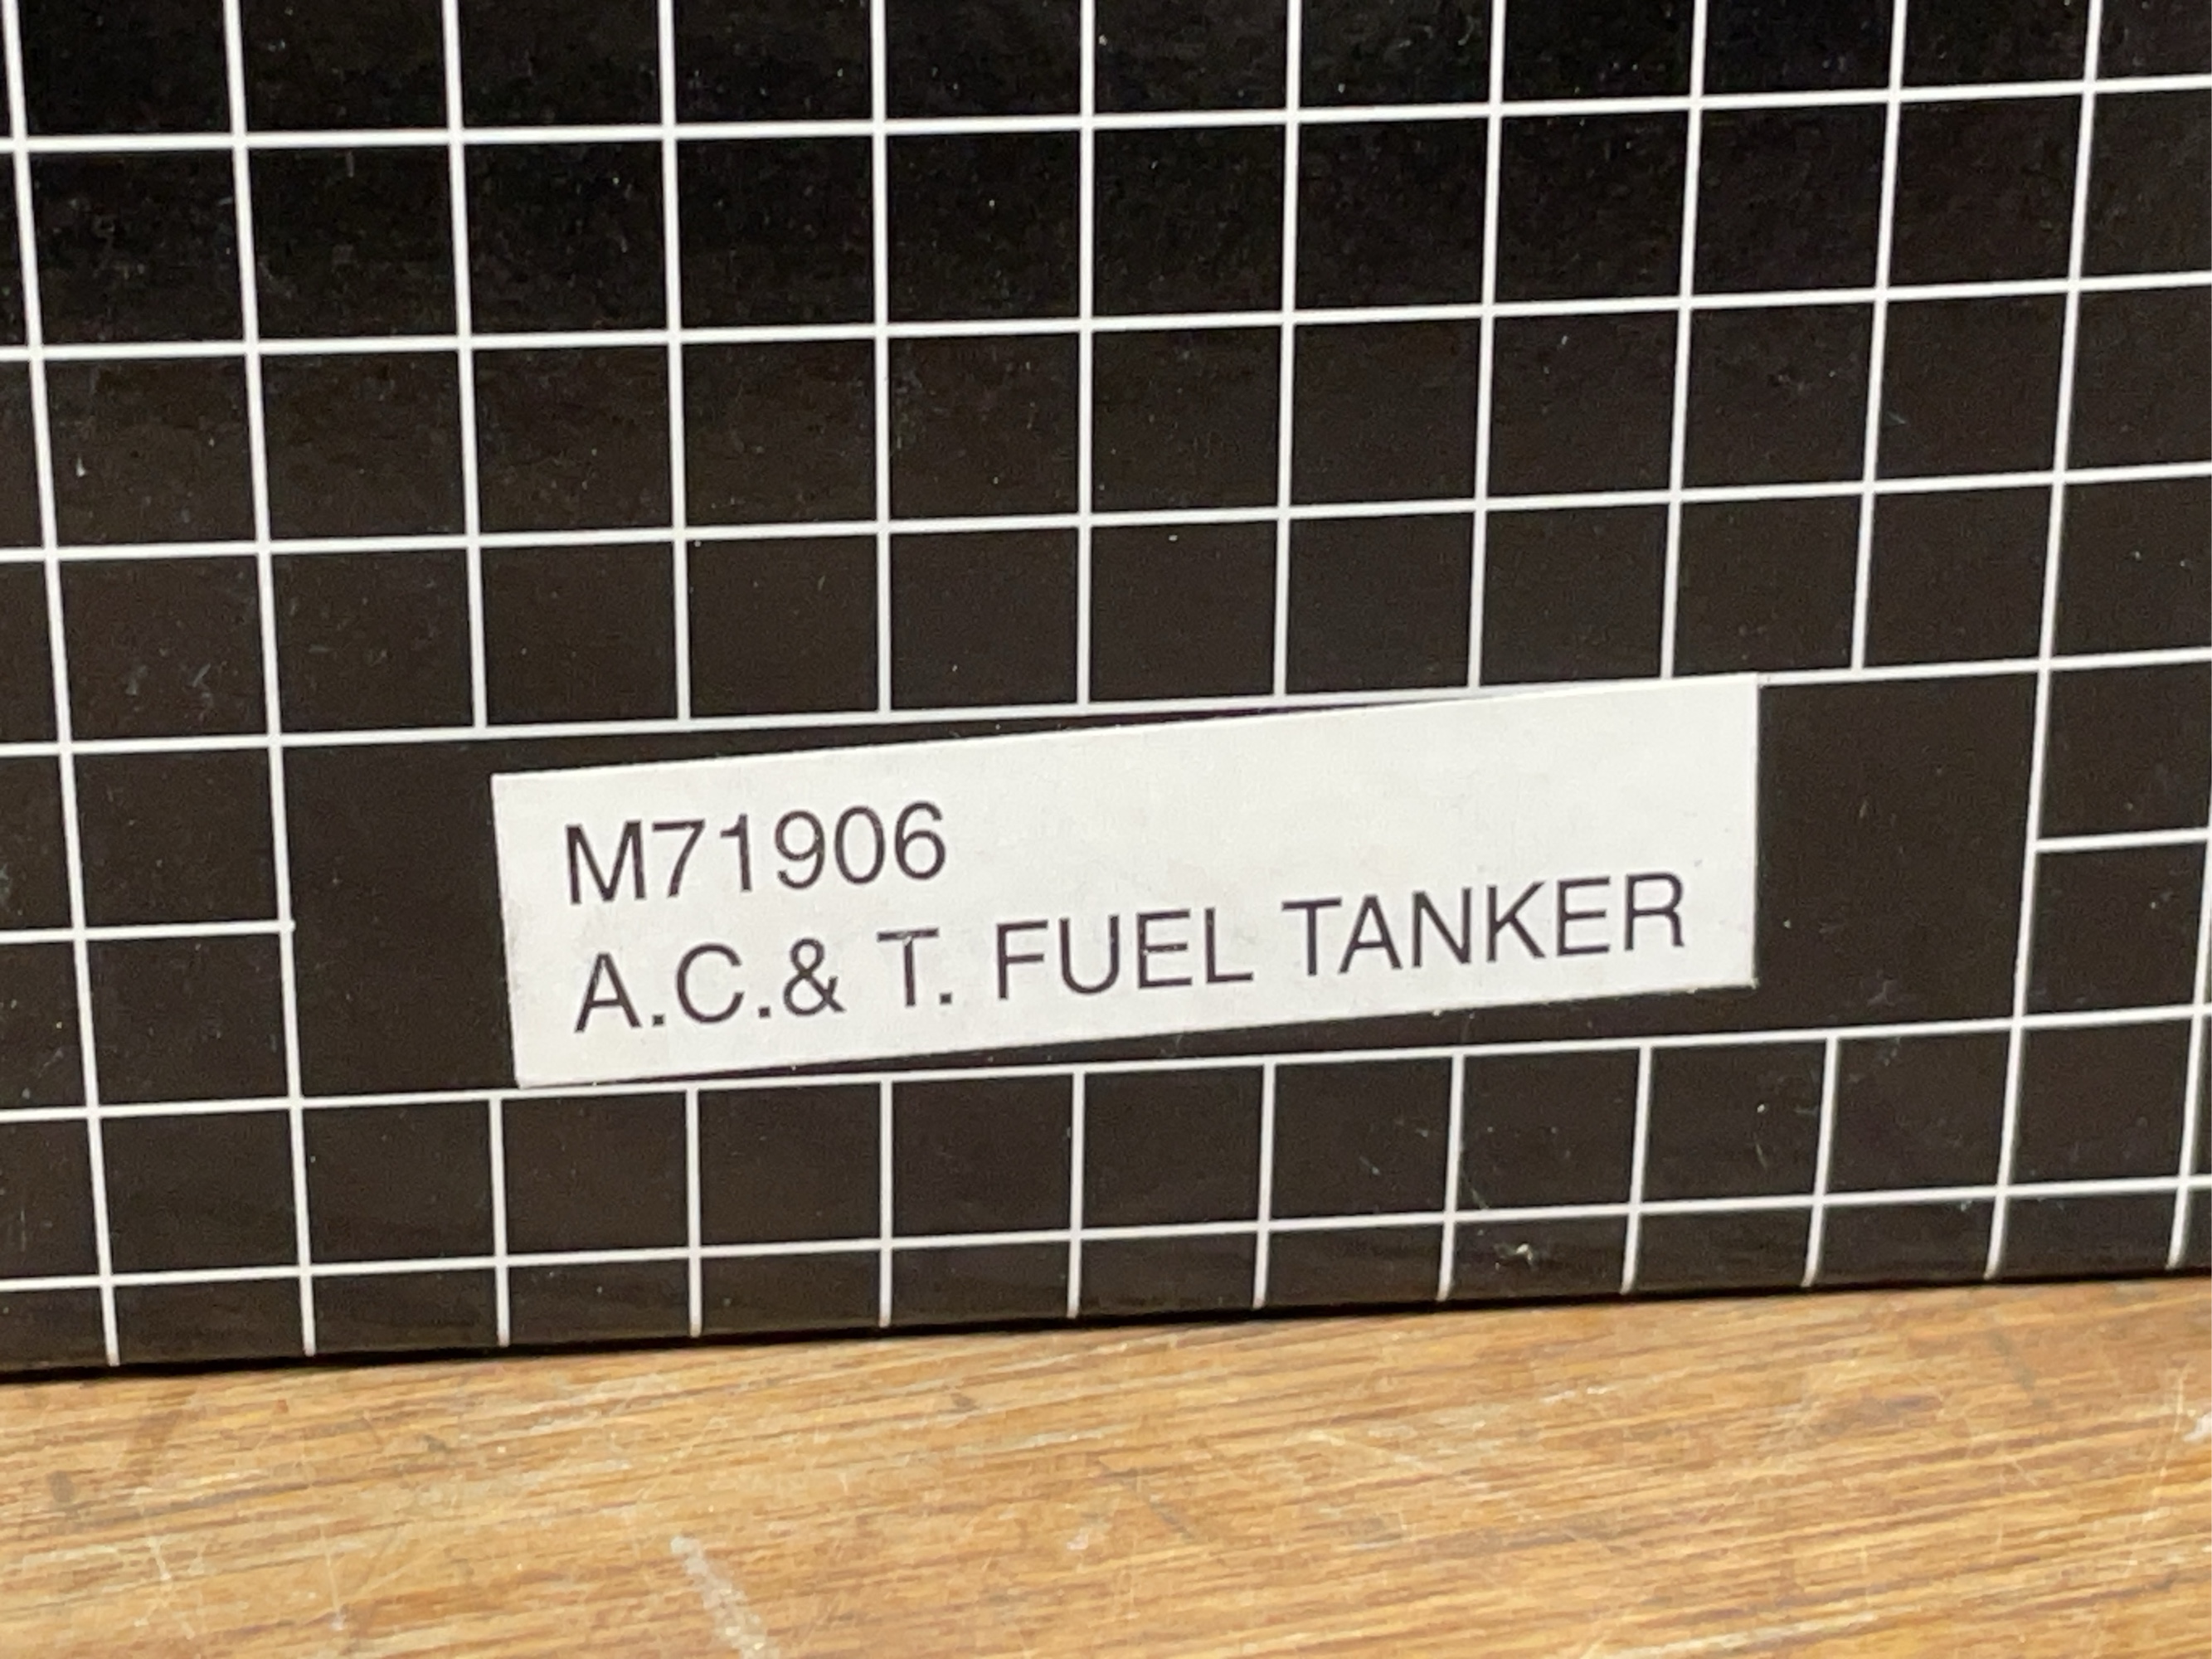 M71906
A.C.& T. FUEL TANKER